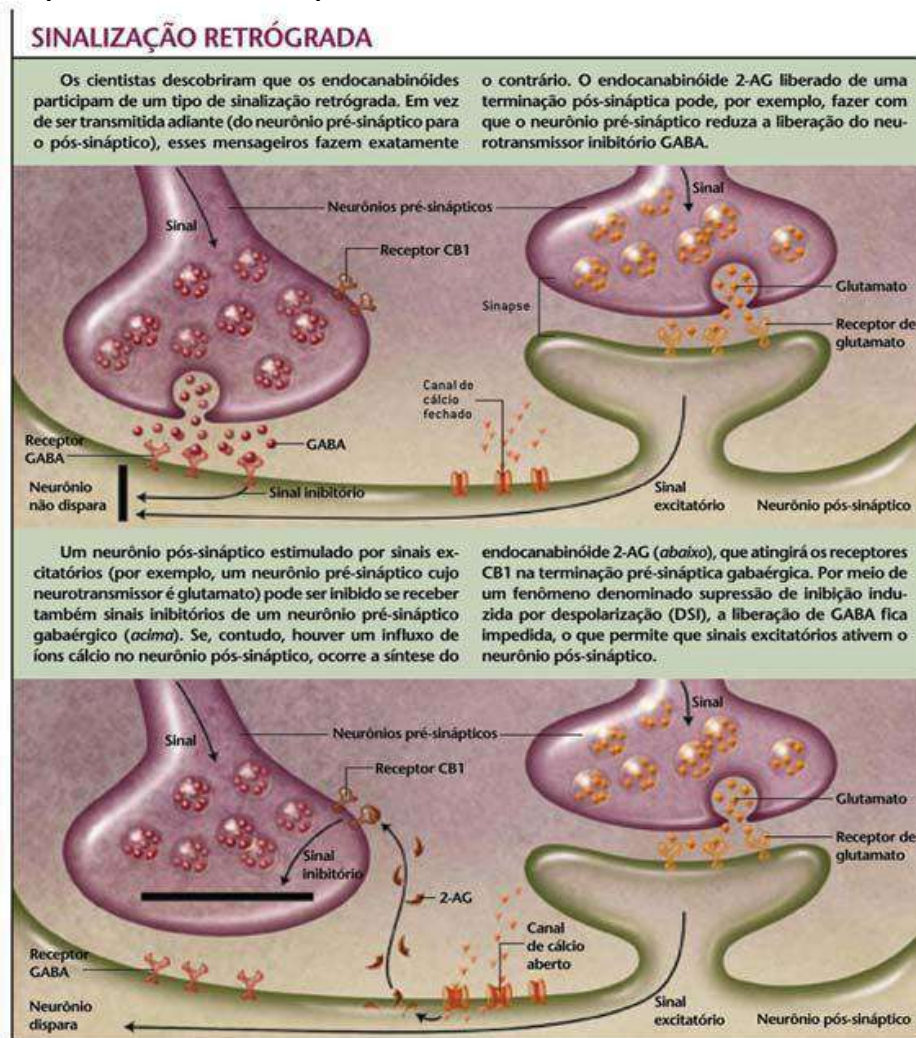 SINALIZAÇÃO RETRÓGRADA
Os cientistas descobriram que os endocanabinóides
participam de um tipo de sinalização retrógrada. Em vez
de ser transmitida adiante (do neurônio pré-sináptico para
o pós-sináptico), esses mensageiros fazem exatamente
o contrário. O endocanabinóide 2-AG liberado de uma
terminação pós-sináptica pode, por exemplo, fazer com
que o neurônio pré-sináptico reduza a liberação do neu-
rotransmissor inibitório GABA.
Sinal
Neurônios pré-sinápticos
Sinal
Receptor CB1
Sinapse
Glutamato
Receptor de
glutamato
Canal de
cálcio
fechado
Receptor
GABA
GABA
Neurônio
não dispara
Sinal inibitório
Sinal
excitatório
Neurônio pós-sináptico
Um neurônio pós-sináptico estimulado por sinais ex-
citatórios (por exemplo, um neurônio pré-sináptico cujo
neurotransmissor é glutamato) pode ser inibido se receber
também sinais inibitórios de um neurônio pré-sináptico
gabaérgico (acima). Se, contudo, houver um influxo de
íons cálcio no neurônio pós-sináptico, ocorre a síntese do
endocanabinóide 2-AG (abaixo), que atingirá os receptores
CB1 na terminação pré-sináptica gabaérgica. Por meio de
um fenômeno denominado supressão de inibição indu-
zida por despolarização (DSI), a liberação de GABA fica
impedida, o que permite que sinais excitatórios ativem o
neurônio pós-sináptico.
Sinal
Neurônios pré-sinápticos
Sinal
Receptor CB1
Glutamato
Sinal
inibitório
Receptor de
glutamato
2-AG
Canal
de cálcio
aberto
Receptor
GABA
Neurônio
dispara
Sinal
excitatório
Neurônio pós-sináptico